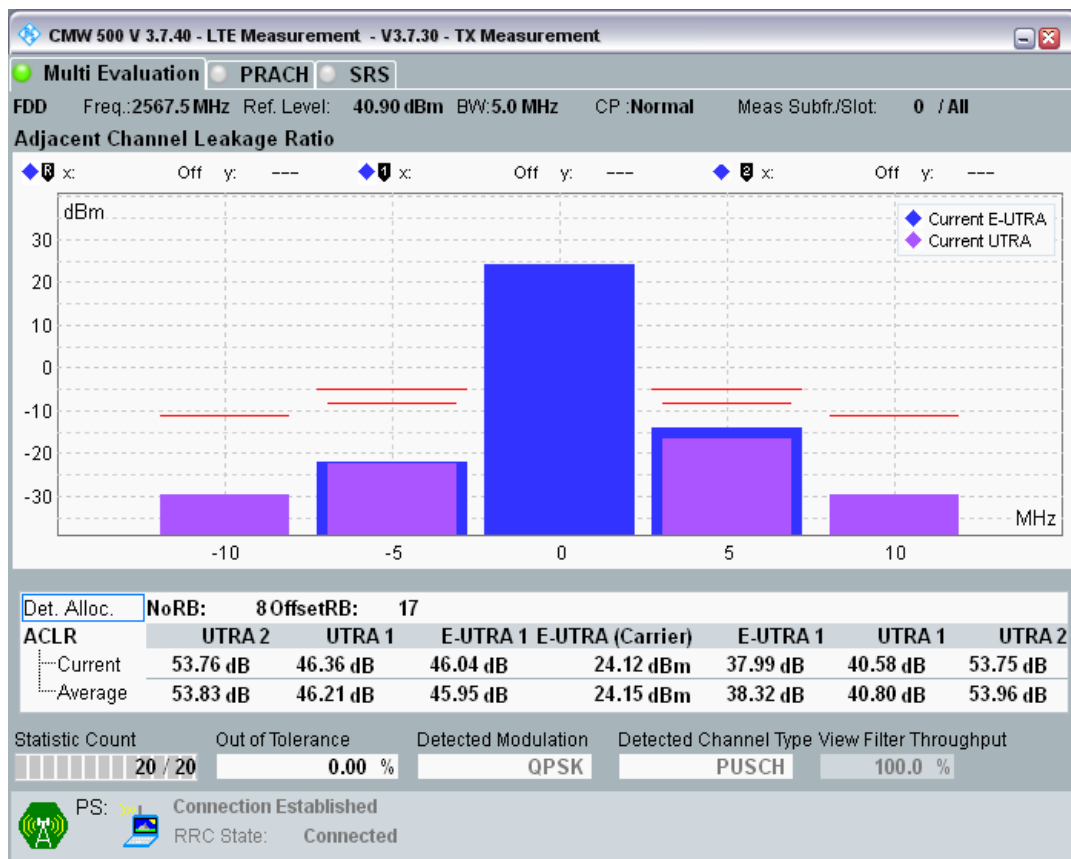 CMW 500 V 3.7.40 - LTE Measurement - V3.7.30 - TX Measurement
Multi Evaluation PRACH SRS
FDD Freq.:2567.5 MHz Ref. Level: 40.90 dBm BW:5.0 MHz CP :Normal Meas Subfr./Slot: 0 / All
Adjacent Channel Leakage Ratio
R x: Off y: --- 1 x: Off y: --- 2 x: Off y: ---
dBm
Current E-UTRA
Current UTRA
30
20
10
0
-10
-20
-30
MHz
-10 -5 0 5 10
Det. Alloc. NoRB: 8 OffsetRB: 17
ACLR UTRA 2 UTRA 1 E-UTRA 1 E-UTRA (Carrier) E-UTRA 1 UTRA 1 UTRA 2
Current 53.76 dB 46.36 dB 46.04 dB 24.12 dBm 37.99 dB 40.58 dB 53.75 dB
Average 53.83 dB 46.21 dB 45.95 dB 24.15 dBm 38.32 dB 40.80 dB 53.96 dB
Statistic Count Out of Tolerance Detected Modulation Detected Channel Type View Filter Throughput
20 / 20 0.00 % QPSK PUSCH 100.0 %
PS: Connection Established
RRC State: Connected